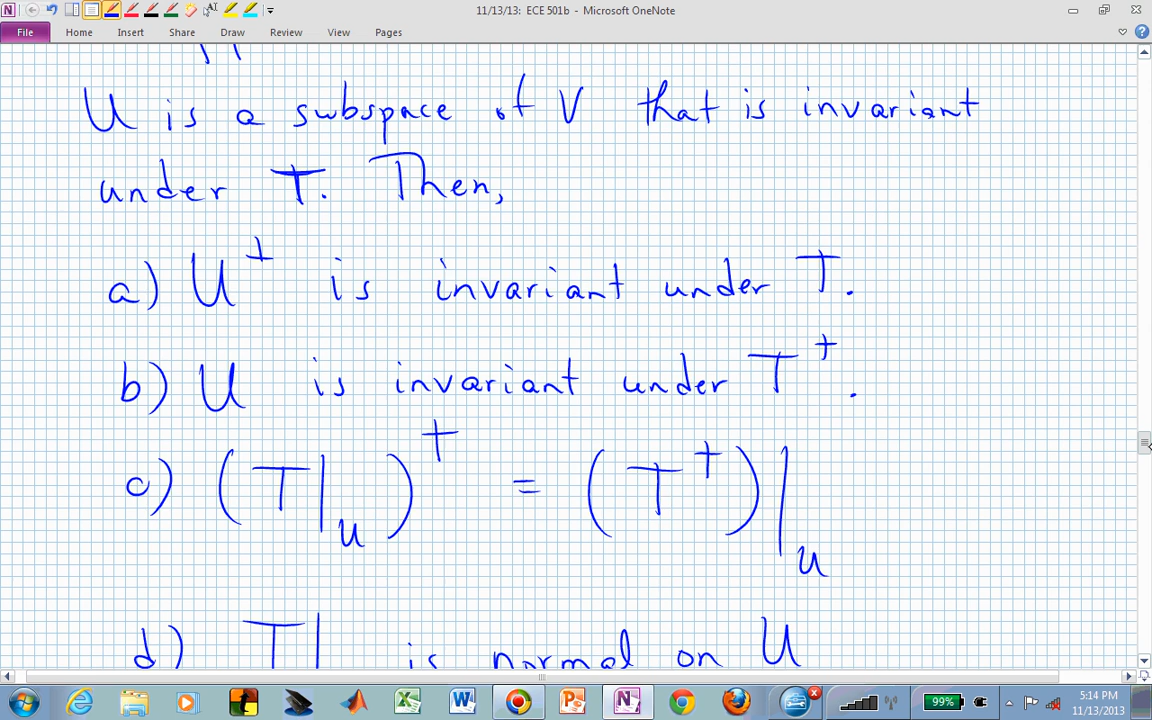 11/13/13: ECE 501b - Microsoft OneNote
File Home Insert Share Draw Review View Pages
U is a subspace of V that is invariant
under T. Then,
a) U⊥ is invariant under T.
b) U is invariant under T†.
c) (T|U)† = (T†)|U
d) T| is normal on U
99%
5:14 PM
11/13/2013